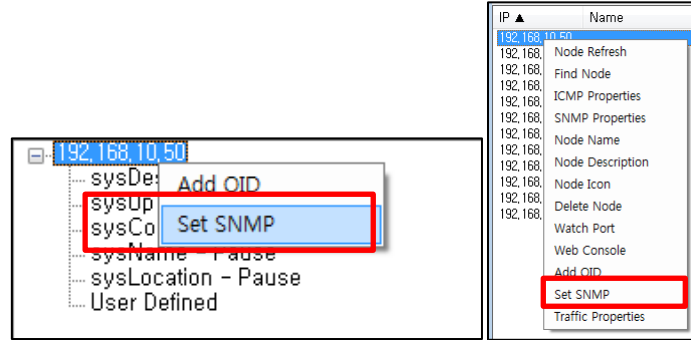 192,168,10,50
sysDes
Add OID
sysUp
Set SNMP
sysCo
sysName - Pause
sysLocation - Pause
User Defined
IP ▲ Name
192,168,10,50
192,168, Node Refresh
192,168, Find Node
192,168, ICMP Properties
192,168, SNMP Properties
192,168, Node Name
192,168, Node Description
192,168, Node Icon
192,168, Delete Node
192,168, Watch Port
192,168, Web Console
192,168, Add OID
Set SNMP
Traffic Properties